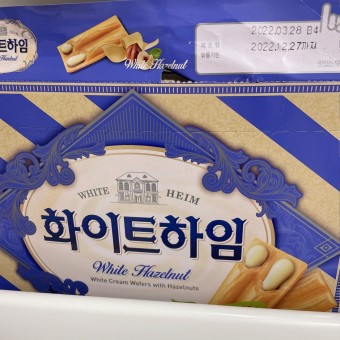 화이트하임
White Hazelnut
2022.03.28 B4
2022.12.27까지
WHITE HEIM
화이트하임
White Hazelnut
White Cream Wafers with Hazelnuts